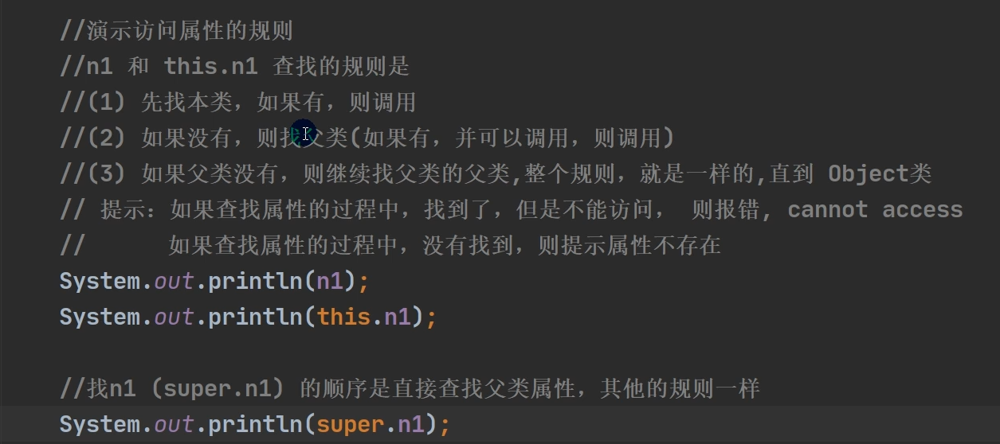 //演示访问属性的规则
//n1 和 this.n1 查找的规则是
//(1) 先找本类，如果有，则调用
//(2) 如果没有，则找父类(如果有，并可以调用，则调用)
//(3) 如果父类没有，则继续找父类的父类,整个规则，就是一样的,直到 Object类
// 提示：如果查找属性的过程中，找到了，但是不能访问， 则报错, cannot access
//      如果查找属性的过程中，没有找到，则提示属性不存在
System.out.println(n1);
System.out.println(this.n1);
//找n1 (super.n1) 的顺序是直接查找父类属性，其他的规则一样
System.out.println(super.n1);